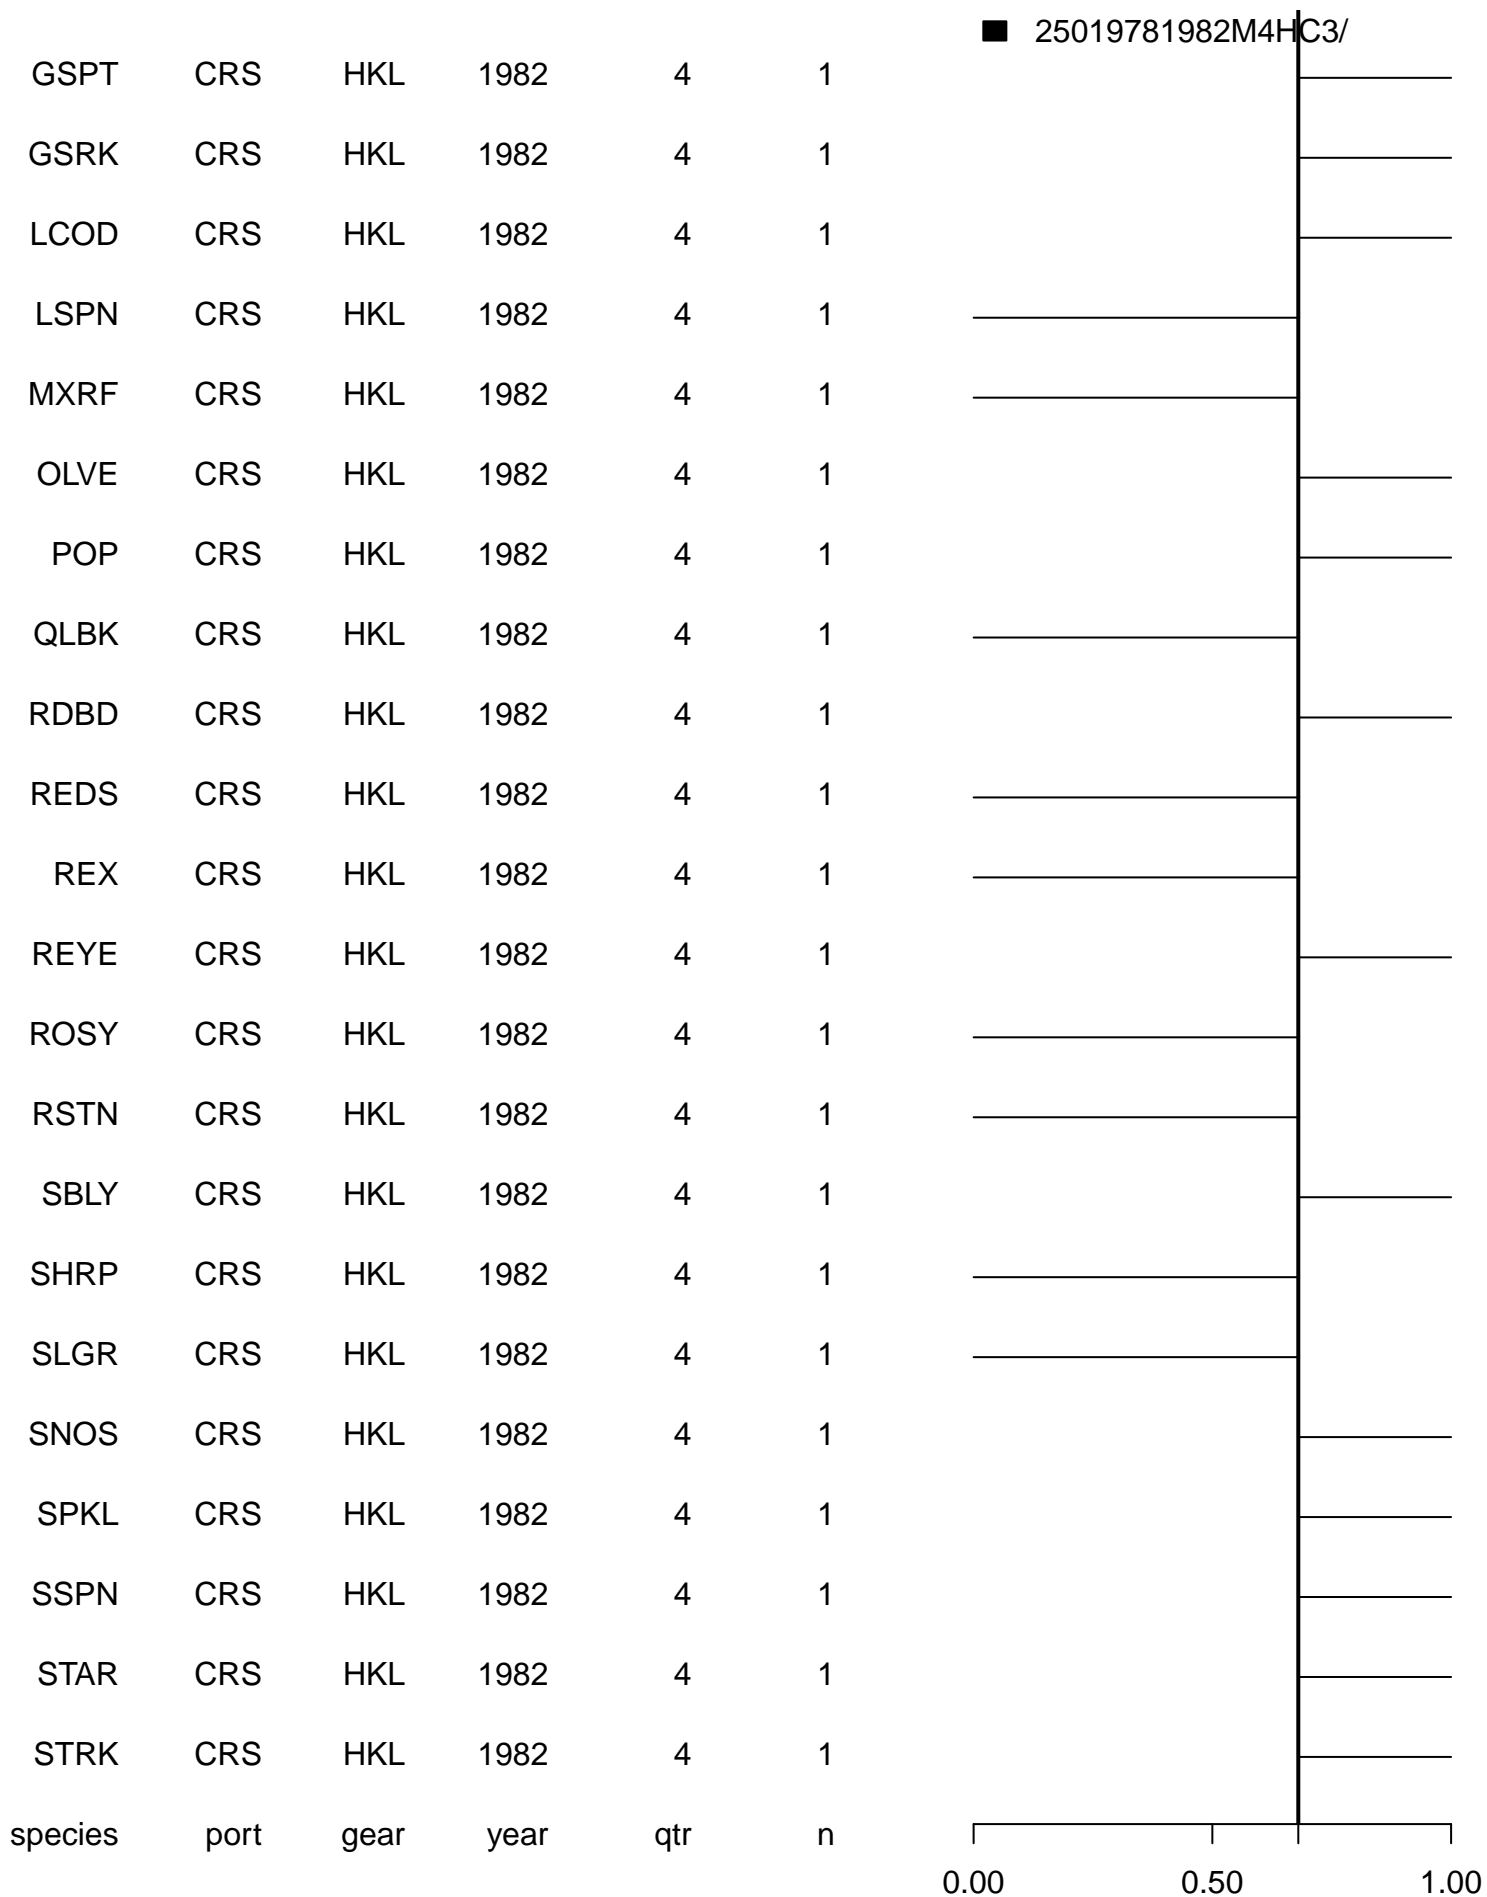 25019781982M4HC3/
GSPT CRS HKL 1982 4 1
GSRK CRS HKL 1982 4 1
LCOD CRS HKL 1982 4 1
LSPN CRS HKL 1982 4 1
MXRF CRS HKL 1982 4 1
OLVE CRS HKL 1982 4 1
POP CRS HKL 1982 4 1
QLBK CRS HKL 1982 4 1
RDBD CRS HKL 1982 4 1
REDS CRS HKL 1982 4 1
REX CRS HKL 1982 4 1
REYE CRS HKL 1982 4 1
ROSY CRS HKL 1982 4 1
RSTN CRS HKL 1982 4 1
SBLY CRS HKL 1982 4 1
SHRP CRS HKL 1982 4 1
SLGR CRS HKL 1982 4 1
SNOS CRS HKL 1982 4 1
SPKL CRS HKL 1982 4 1
SSPN CRS HKL 1982 4 1
STAR CRS HKL 1982 4 1
STRK CRS HKL 1982 4 1
species port gear year qtr n
0.00 0.50 1.00